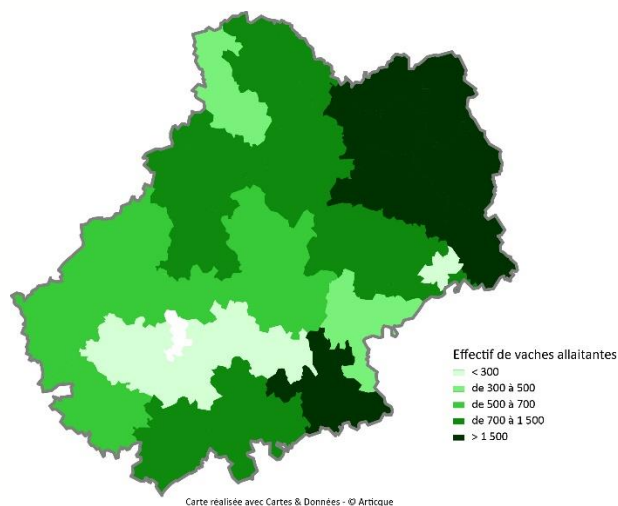 Effectif de vaches allaitantes
< 300
de 300 à 500
de 500 à 700
de 700 à 1 500
> 1 500
Carte réalisée avec Cartes & Données - © Articque